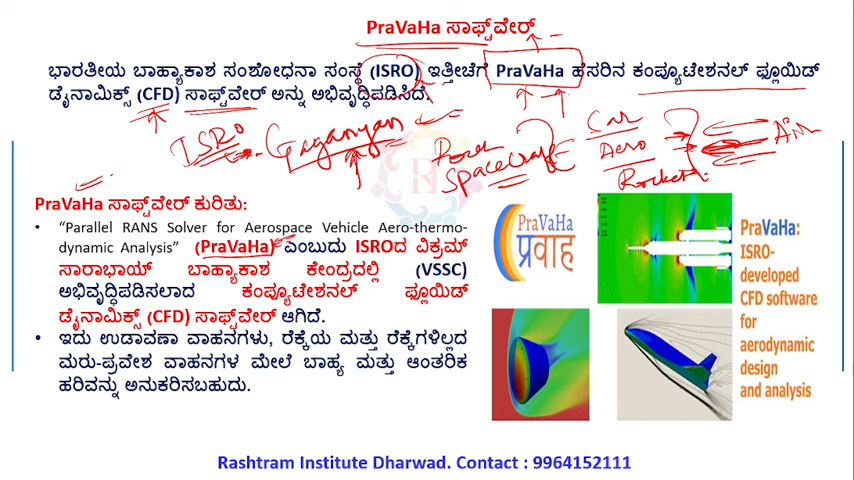 PraVaHa ಸಾಫ್ಟ್‌ವೇರ್
ಭಾರತೀಯ ಬಾಹ್ಯಾಕಾಶ ಸಂಶೋಧನಾ ಸಂಸ್ಥೆ (ISRO) ಇತ್ತೀಚೆಗೆ PraVaHa ಹೆಸರಿನ ಕಂಪ್ಯೂಟೇಶನಲ್ ಫ್ಲೂಯಿಡ್
ಡೈನಾಮಿಕ್ಸ್ (CFD) ಸಾಫ್ಟ್‌ವೇರ್ ಅನ್ನು ಅಭಿವೃದ್ಧಿಪಡಿಸಿದೆ.
ISRO Gaganyan
Spacecraft
Car
Aero
Rocket
Air
PraVaHa ಸಾಫ್ಟ್‌ವೇರ್ ಕುರಿತು:
• “Parallel RANS Solver for Aerospace Vehicle Aero-thermo-
dynamic Analysis” (PraVaHa) ಎಂಬುದು ISROದ ವಿಕ್ರಮ್
ಸಾರಾಭಾಯ್ ಬಾಹ್ಯಾಕಾಶ ಕೇಂದ್ರದಲ್ಲಿ (VSSC)
ಅಭಿವೃದ್ಧಿಪಡಿಸಲಾದ ಕಂಪ್ಯೂಟೇಶನಲ್ ಫ್ಲೂಯಿಡ್
ಡೈನಾಮಿಕ್ಸ್ (CFD) ಸಾಫ್ಟ್‌ವೇರ್ ಆಗಿದೆ.
• ಇದು ಉಡಾವಣಾ ವಾಹನಗಳು, ರೆಕ್ಕೆಯ ಮತ್ತು ರೆಕ್ಕೆಗಳಿಲ್ಲದ
ಮರು-ಪ್ರವೇಶ ವಾಹನಗಳ ಮೇಲೆ ಬಾಹ್ಯ ಮತ್ತು ಆಂತರಿಕ
ಹರಿವನ್ನು ಅನುಕರಿಸಬಹುದು.
PraVaHa
प्रवाह
PraVaHa:
ISRO-
developed
CFD software
for
aerodynamic
design
and analysis
Rashtram Institute Dharwad. Contact : 9964152111